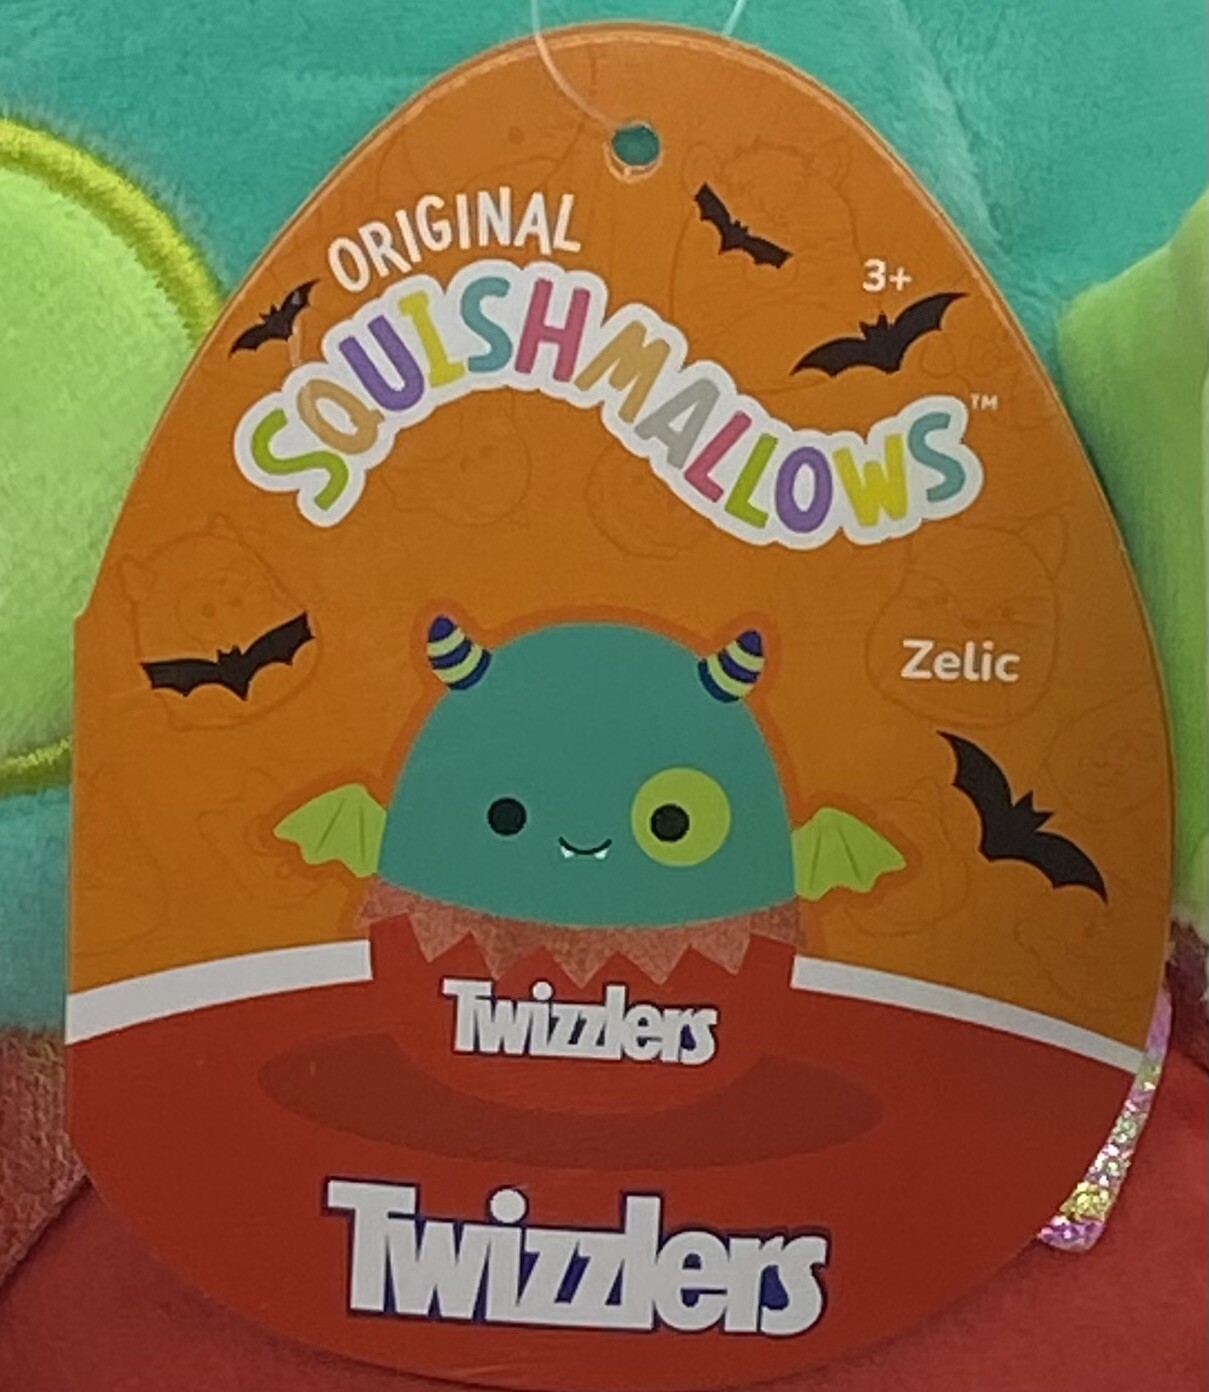 ORIGINAL
3+
SQUISHMALLOWS™
Zelic
Twizzlers
Twizzlers